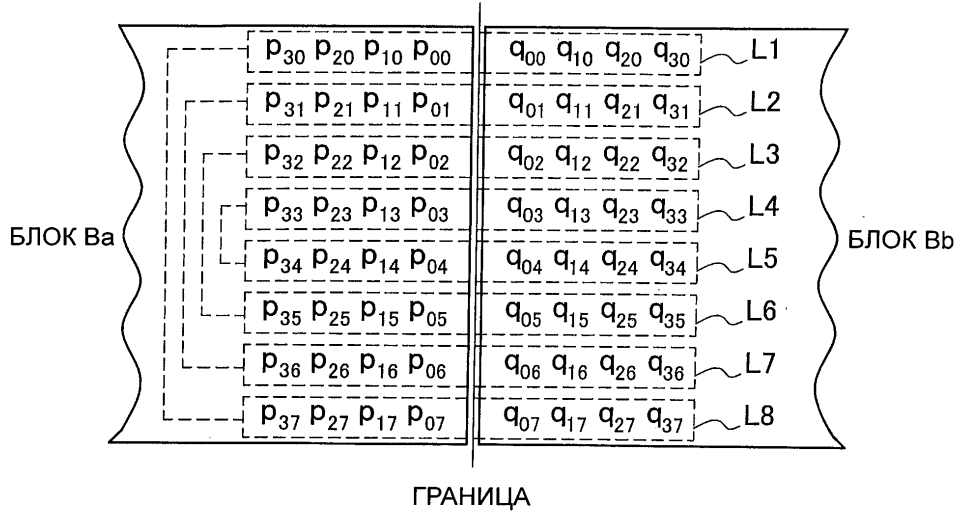 p30 p20 p10 p00 q00 q10 q20 q30 L1
p31 p21 p11 p01 q01 q11 q21 q31 L2
p32 p22 p12 p02 q02 q12 q22 q32 L3
p33 p23 p13 p03 q03 q13 q23 q33 L4
БЛОК Ba БЛОК Bb
p34 p24 p14 p04 q04 q14 q24 q34 L5
p35 p25 p15 p05 q05 q15 q25 q35 L6
p36 p26 p16 p06 q06 q16 q26 q36 L7
p37 p27 p17 p07 q07 q17 q27 q37 L8
ГРАНИЦА